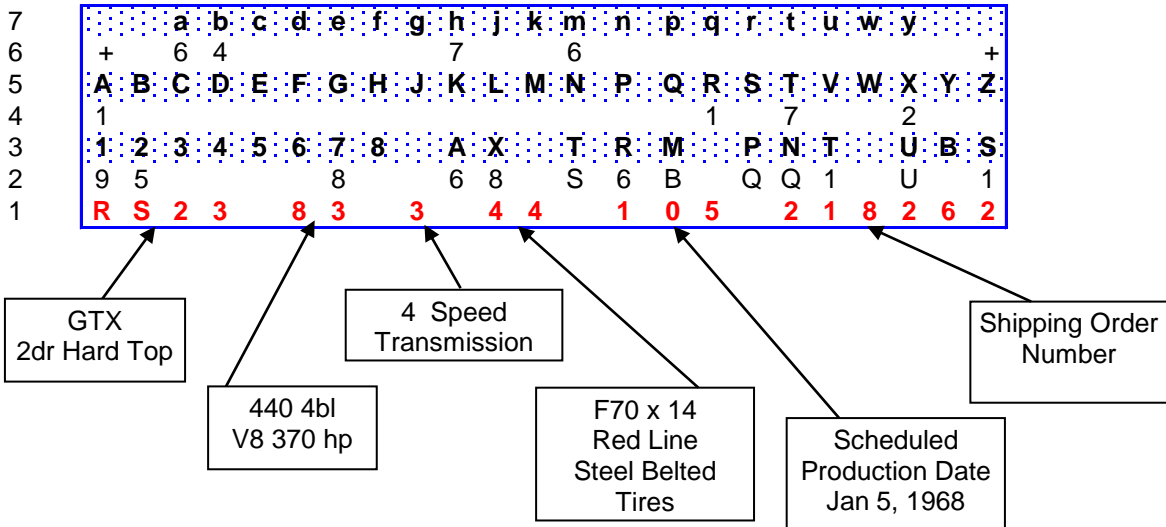 7 a b c d e f g h j k m n p q r t u w y
6 + 6 4 7 6 +
5 A B C D E F G H J K L M N P Q R S T V W X Y Z
4 1 1 7 2
3 1 2 3 4 5 6 7 8 A X T R M P N T U B S
2 9 5 8 6 8 S 6 B Q Q 1 U 1
1 R S 2 3 8 3 3 4 4 1 0 5 2 1 8 2 6 2
GTX
2dr Hard Top
440 4bl
V8 370 hp
4 Speed
Transmission
F70 x 14
Red Line
Steel Belted
Tires
Scheduled
Production Date
Jan 5, 1968
Shipping Order
Number